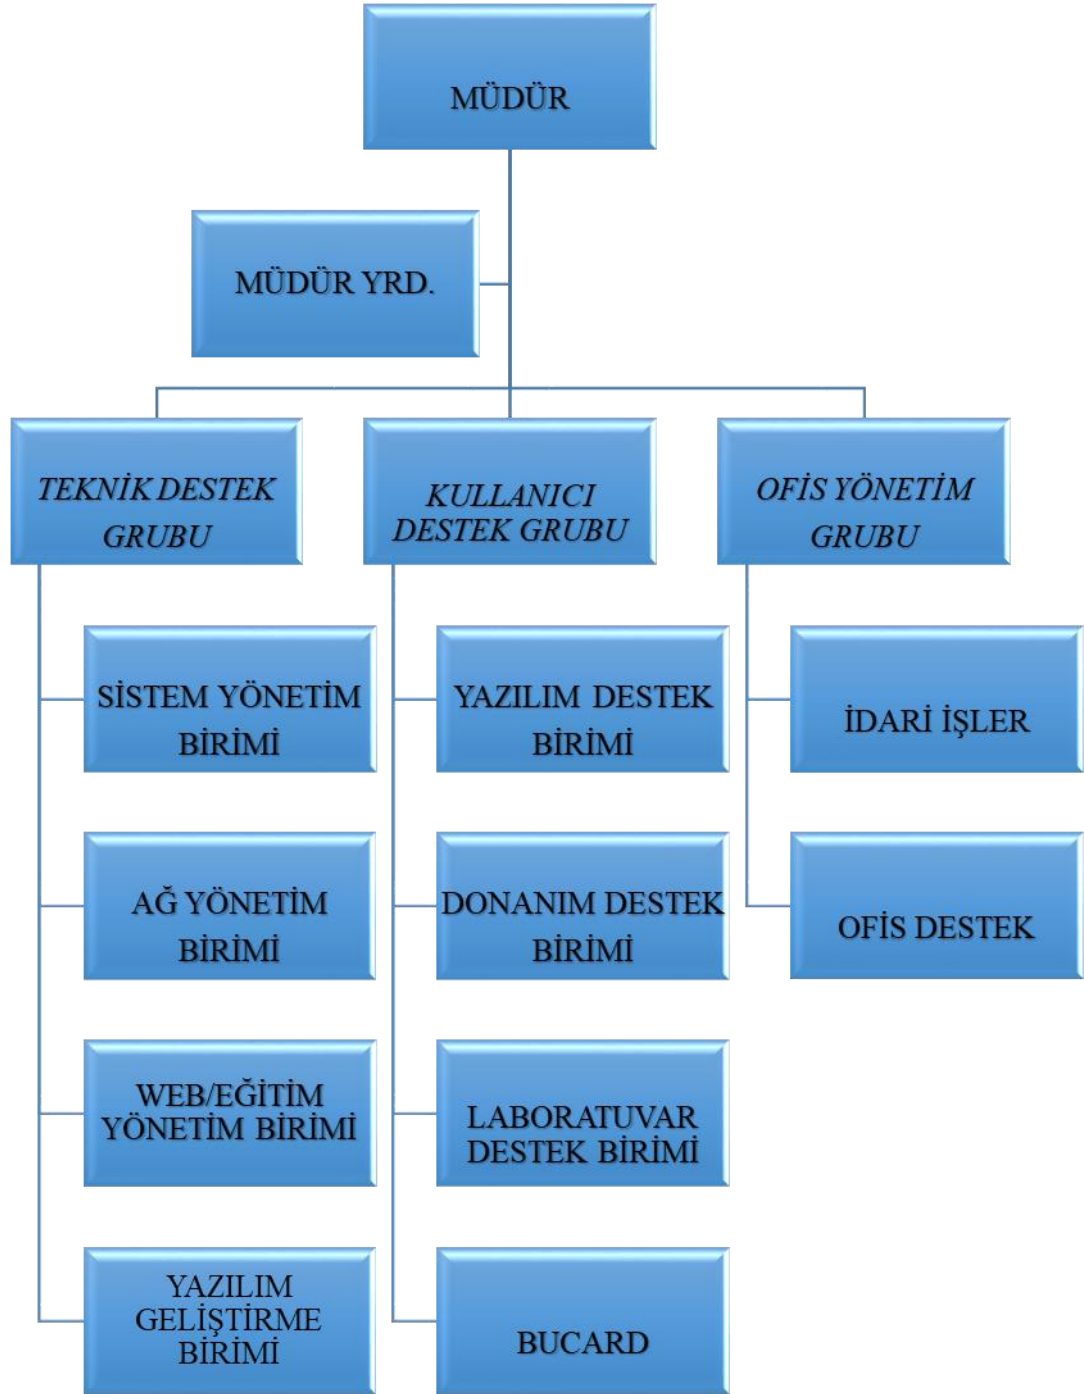 MÜDÜR
MÜDÜR YRD.
TEKNİK DESTEK
GRUBU
KULLANICI
DESTEK GRUBU
OFİS YÖNETİM
GRUBU
SİSTEM YÖNETİM
BİRİMİ
YAZILIM DESTEK
BİRİMİ
İDARİ İŞLER
AĞ YÖNETİM
BİRİMİ
DONANIM DESTEK
BİRİMİ
OFİS DESTEK
WEB/EĞİTİM
YÖNETİM BİRİMİ
LABORATUVAR
DESTEK BİRİMİ
YAZILIM
GELİŞTİRME
BİRİMİ
BUCARD